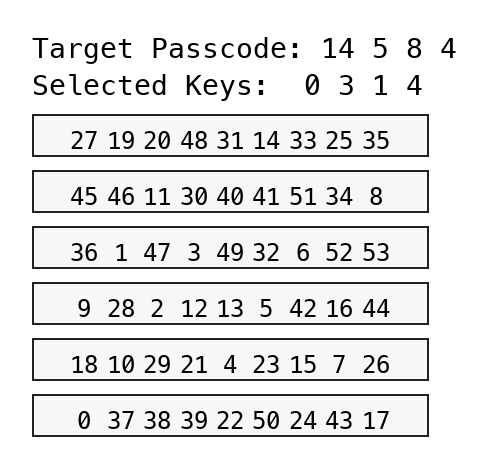 Target Passcode: 14 5 8 4
Selected Keys: 0 3 1 4
27 19 20 48 31 14 33 25 35
45 46 11 30 40 41 51 34 8
36 1 47 3 49 32 6 52 53
9 28 2 12 13 5 42 16 44
18 10 29 21 4 23 15 7 26
0 37 38 39 22 50 24 43 17